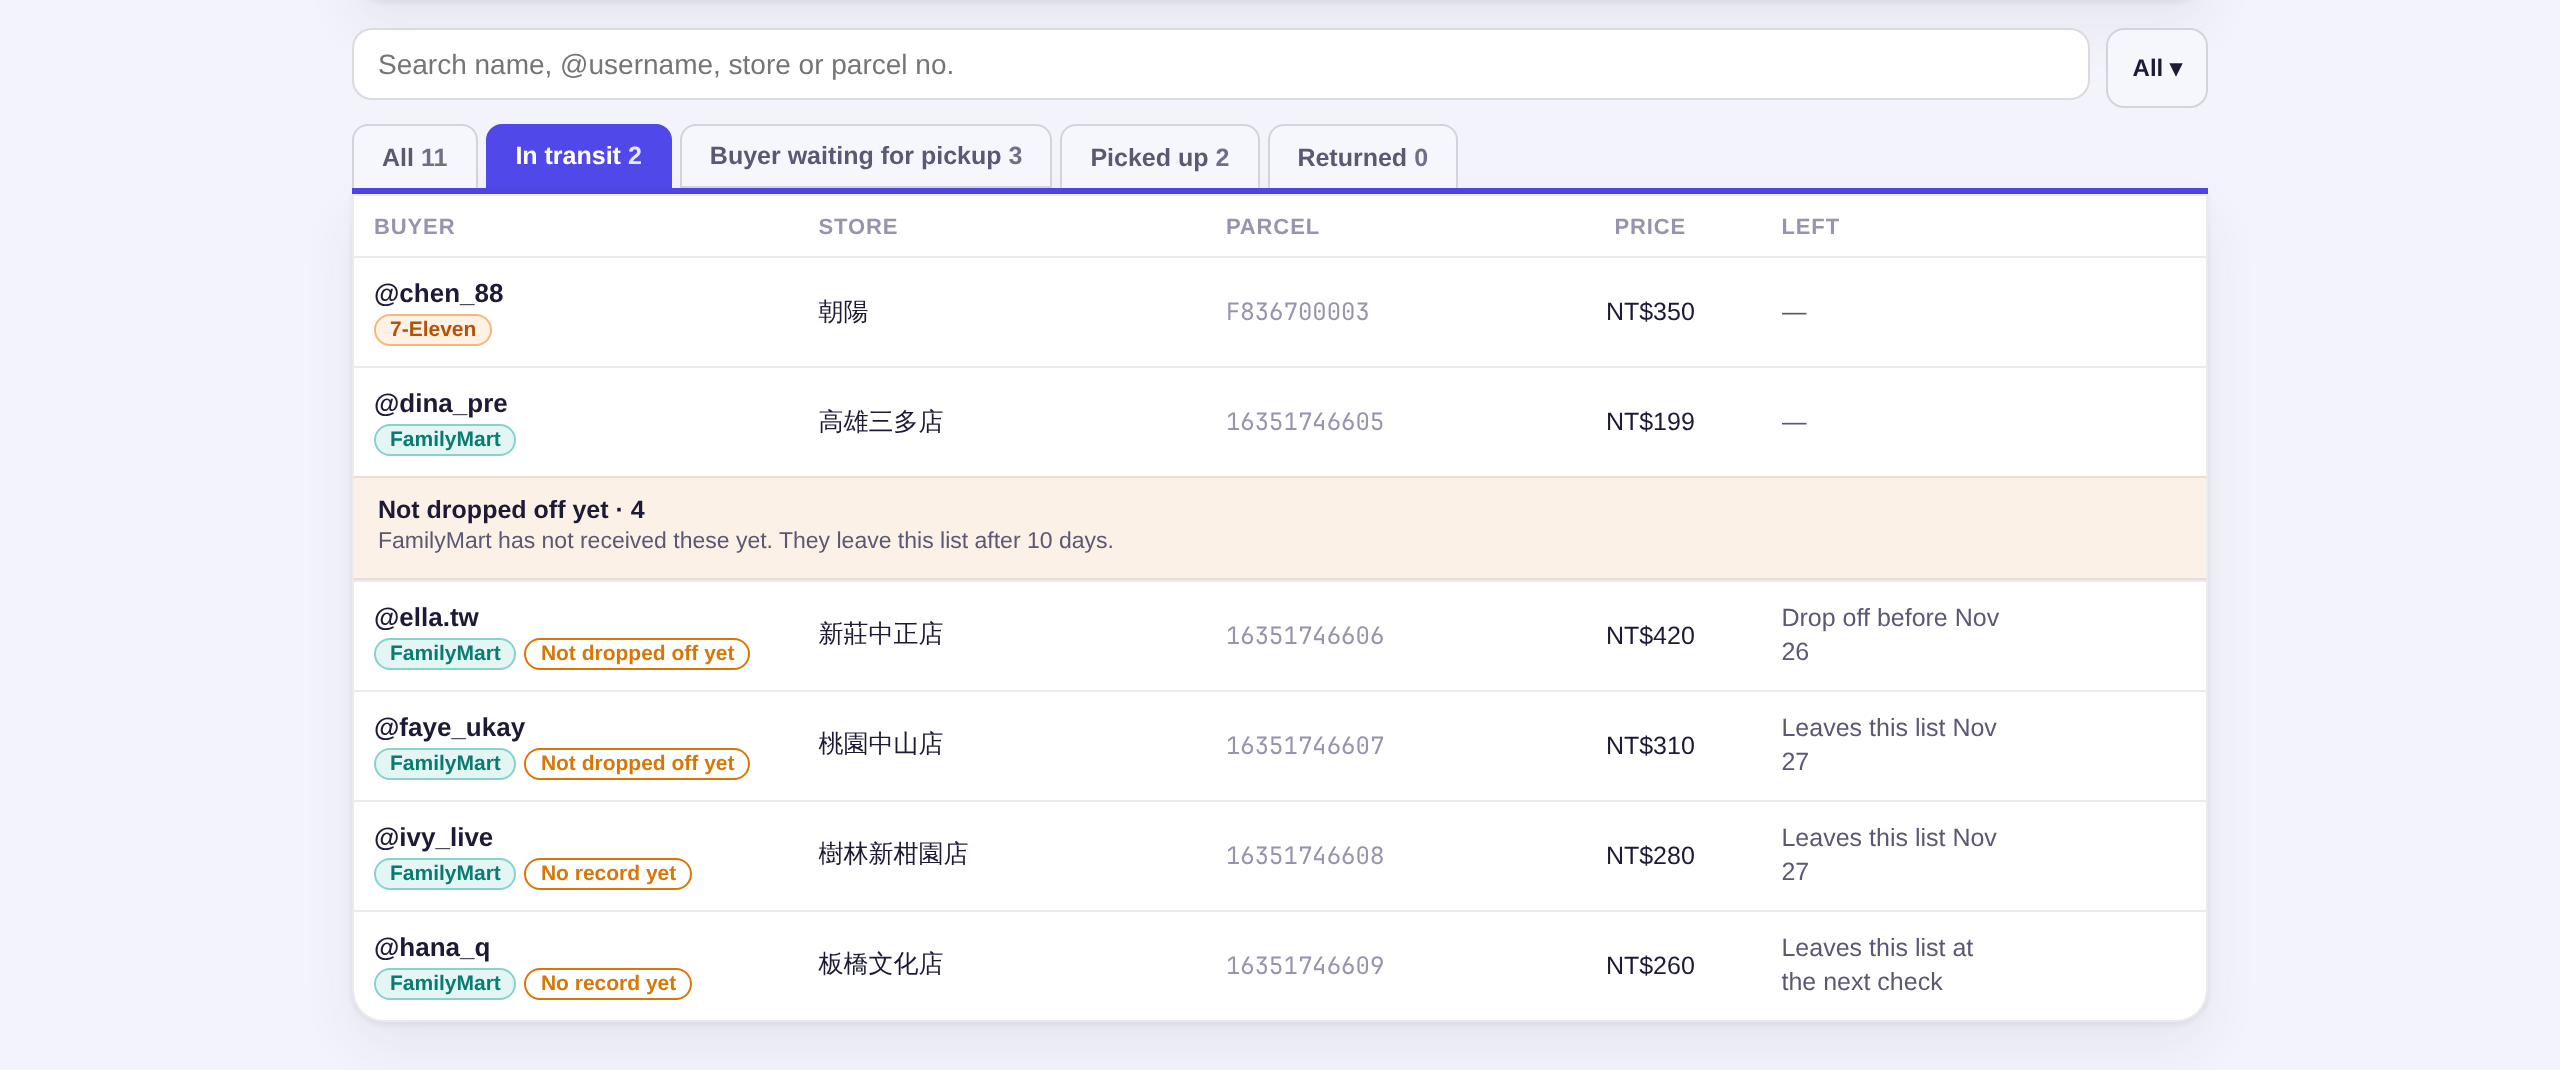 Search name, @username, store or parcel no.
All ▾
All 11
In transit 2
Buyer waiting for pickup 3
Picked up 2
Returned 0
BUYER STORE PARCEL PRICE LEFT
@chen_88
7-Eleven
朝陽
F836700003
NT$350
—
@dina_pre
FamilyMart
高雄三多店
16351746605
NT$199
—
Not dropped off yet · 4
FamilyMart has not received these yet. They leave this list after 10 days.
@ella.tw
FamilyMart Not dropped off yet
新莊中正店
16351746606
NT$420
Drop off before Nov
26
@faye_ukay
FamilyMart Not dropped off yet
桃園中山店
16351746607
NT$310
Leaves this list Nov
27
@ivy_live
FamilyMart No record yet
樹林新柑園店
16351746608
NT$280
Leaves this list Nov
27
@hana_q
FamilyMart No record yet
板橋文化店
16351746609
NT$260
Leaves this list at
the next check